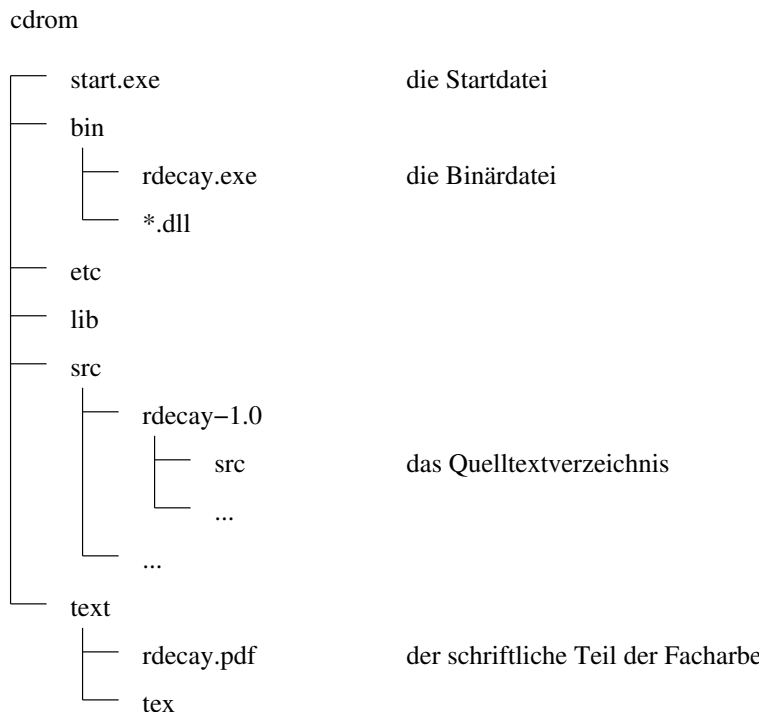 cdrom
start.exe die Startdatei
bin
rdecay.exe die Binärdatei
*.dll
etc
lib
src
rdecay−1.0
src das Quelltextverzeichnis
...
...
text
rdecay.pdf der schriftliche Teil der Facharbe
tex